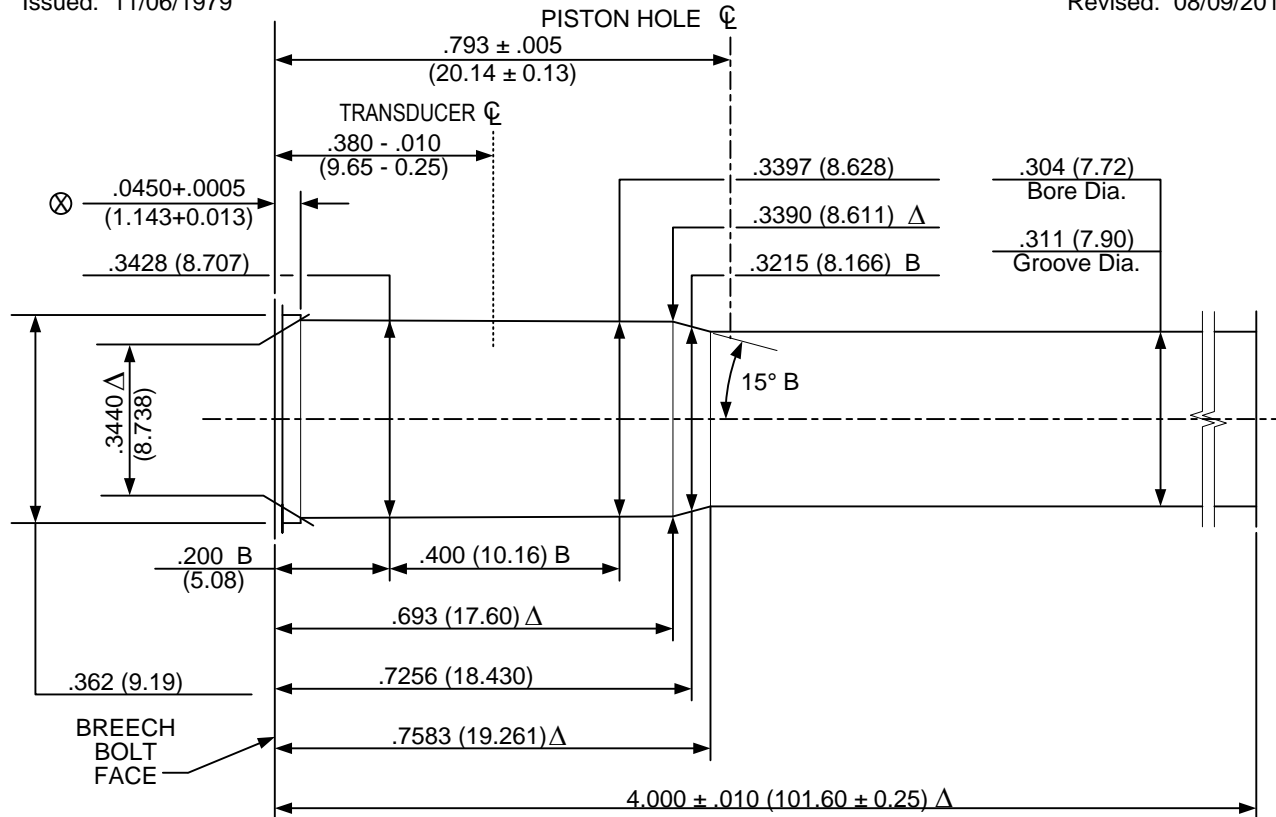 Issued: 11/06/1979
Revised: 08/09/201
PISTON HOLE ℄
.793 ± .005
(20.14 ± 0.13)
TRANSDUCER ℄
.380 - .010
(9.65 - 0.25)
.0450+.0005
(1.143+0.013)
.3397 (8.628)
.304 (7.72)
Bore Dia.
.3390 (8.611) Δ
.311 (7.90)
Groove Dia.
.3428 (8.707)
.3215 (8.166) B
15° B
.3440 Δ
(8.738)
.200 B
(5.08)
.400 (10.16) B
.693 (17.60) Δ
.362 (9.19)
.7256 (18.430)
BREECH
BOLT
FACE
.7583 (19.261) Δ
4.000 ± .010 (101.60 ± 0.25) Δ